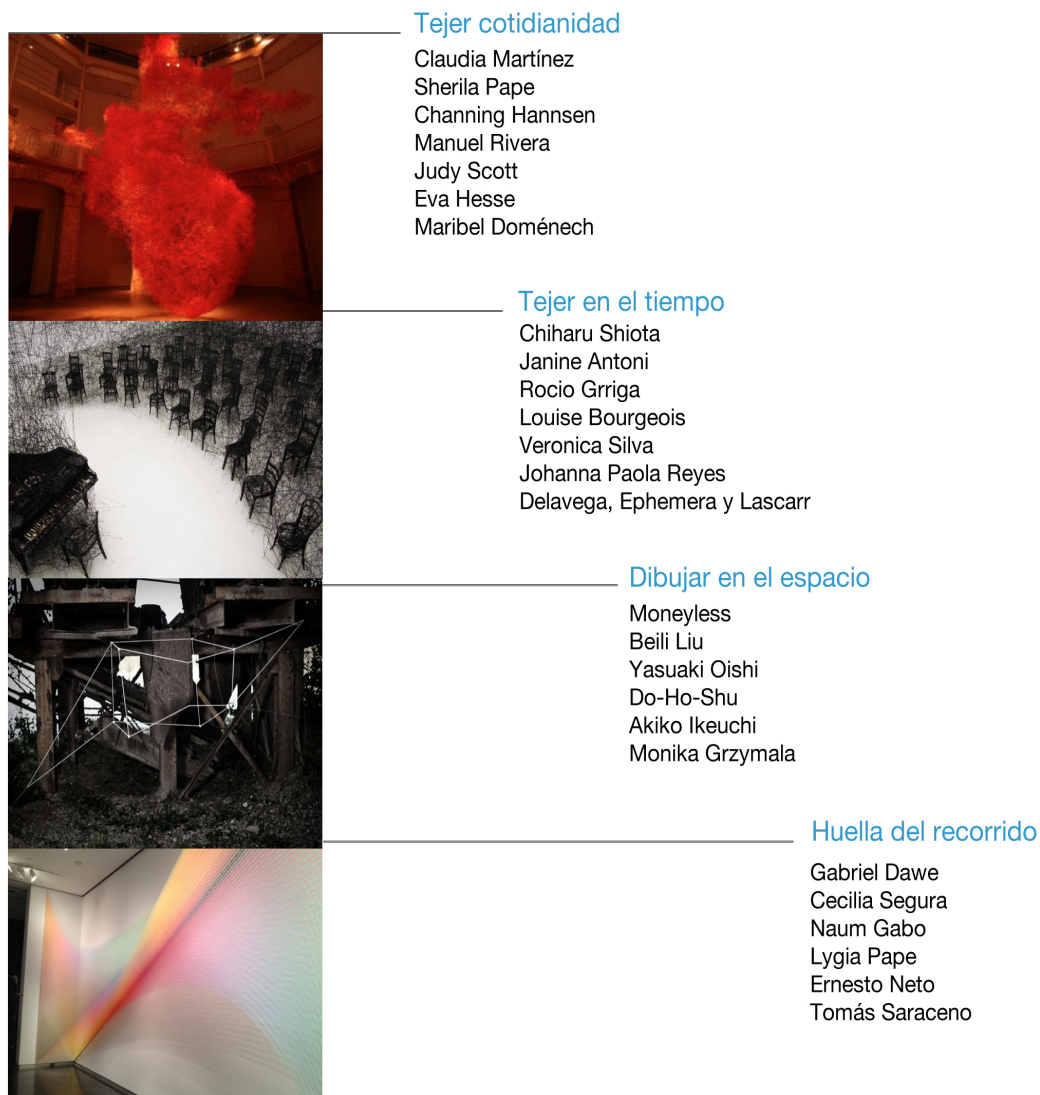 Tejer cotidianidad
Claudia Martínez
Sherila Pape
Channing Hannsen
Manuel Rivera
Judy Scott
Eva Hesse
Maribel Doménech
Tejer en el tiempo
Chiharu Shiota
Janine Antoni
Rocio Grriga
Louise Bourgeois
Veronica Silva
Johanna Paola Reyes
Delavega, Ephemera y Lascarr
Dibujar en el espacio
Moneyless
Beili Liu
Yasuaki Oishi
Do-Ho-Shu
Akiko Ikeuchi
Monika Grzymala
Huella del recorrido
Gabriel Dawe
Cecilia Segura
Naum Gabo
Lygia Pape
Ernesto Neto
Tomás Saraceno